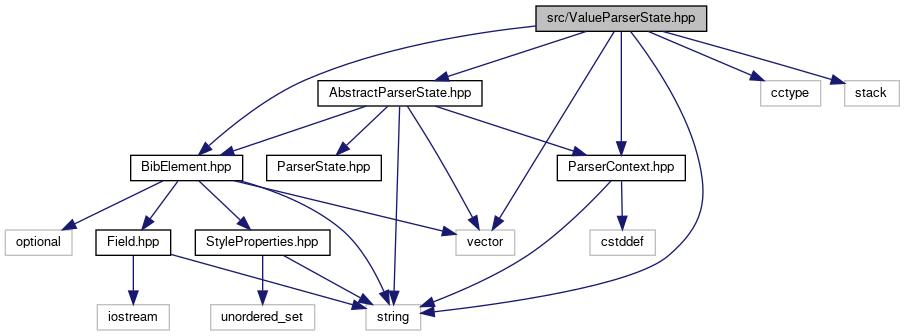 src/ValueParserState.hpp
AbstractParserState.hpp
cctype
stack
BibElement.hpp
ParserState.hpp
ParserContext.hpp
optional
Field.hpp
StyleProperties.hpp
vector
cstddef
iostream
unordered_set
string